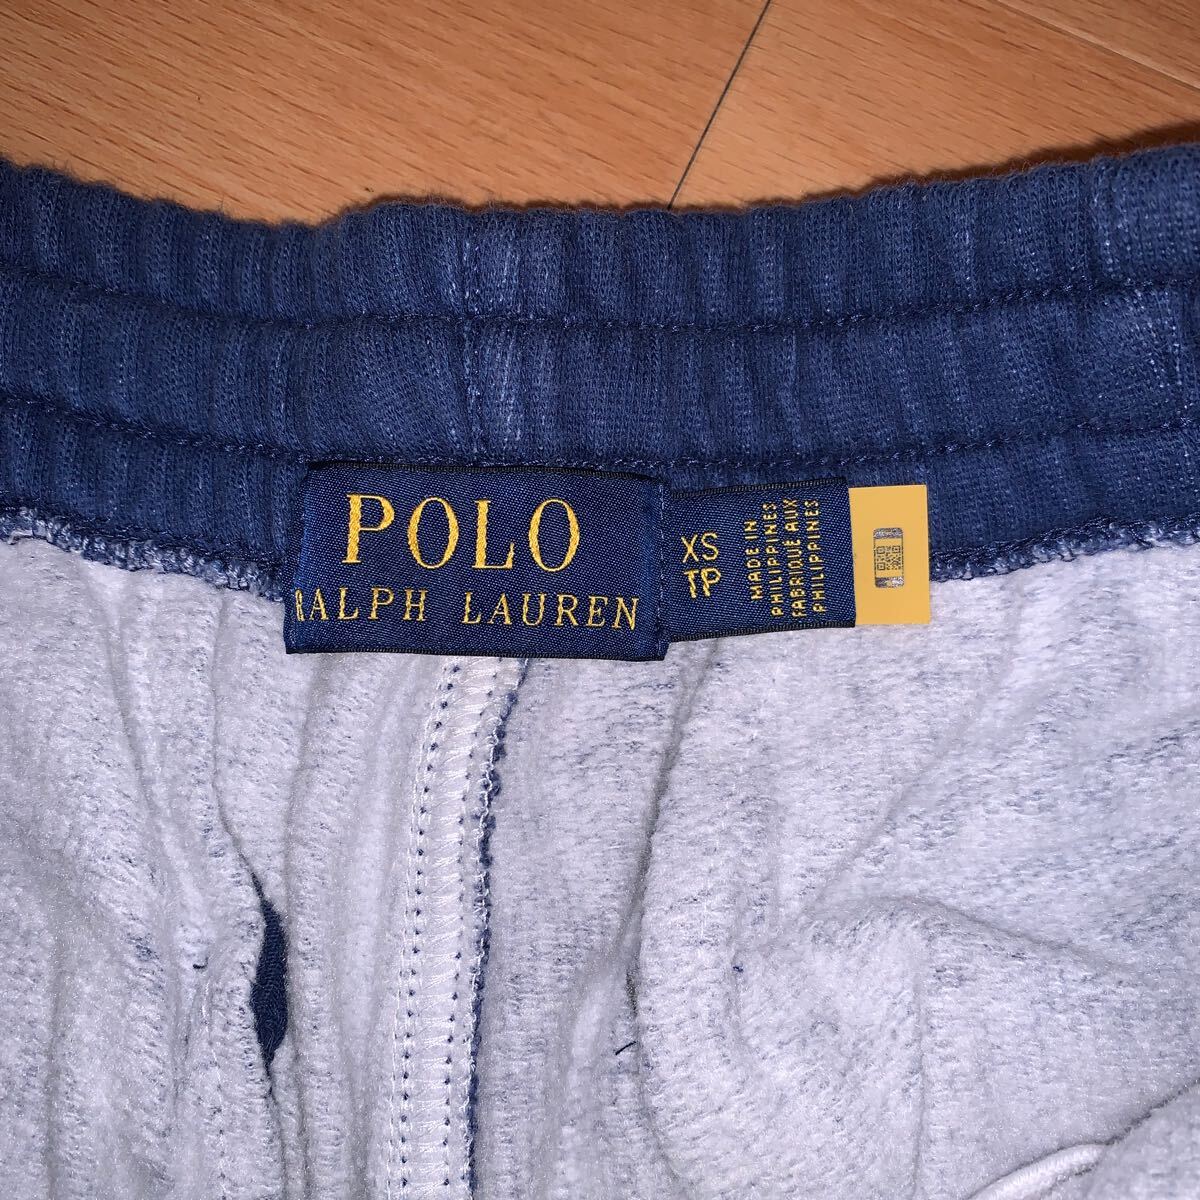 POLO
RALPH LAUREN
XS
TP
MADE IN
PHILIPPINES
FABRIQUÉ AUX
PHILIPPINES